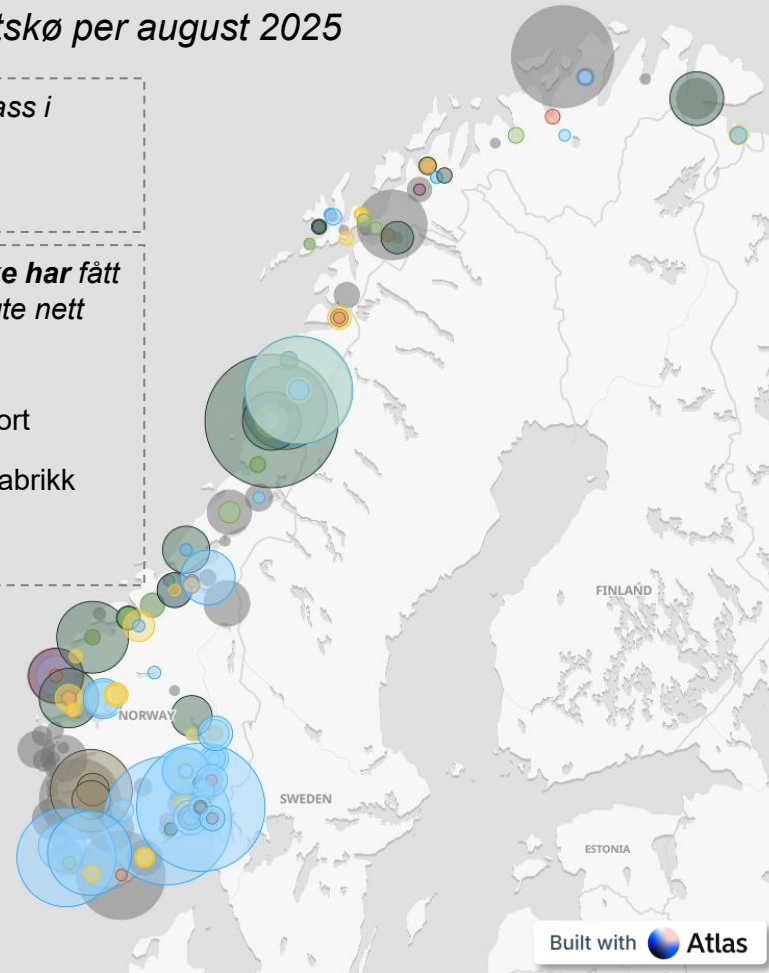 tskø per august 2025
ass i
e har fått
te nett
ort
abrikk
FINLAND
NORWAY
SWEDEN
ESTONIA
Built with Atlas